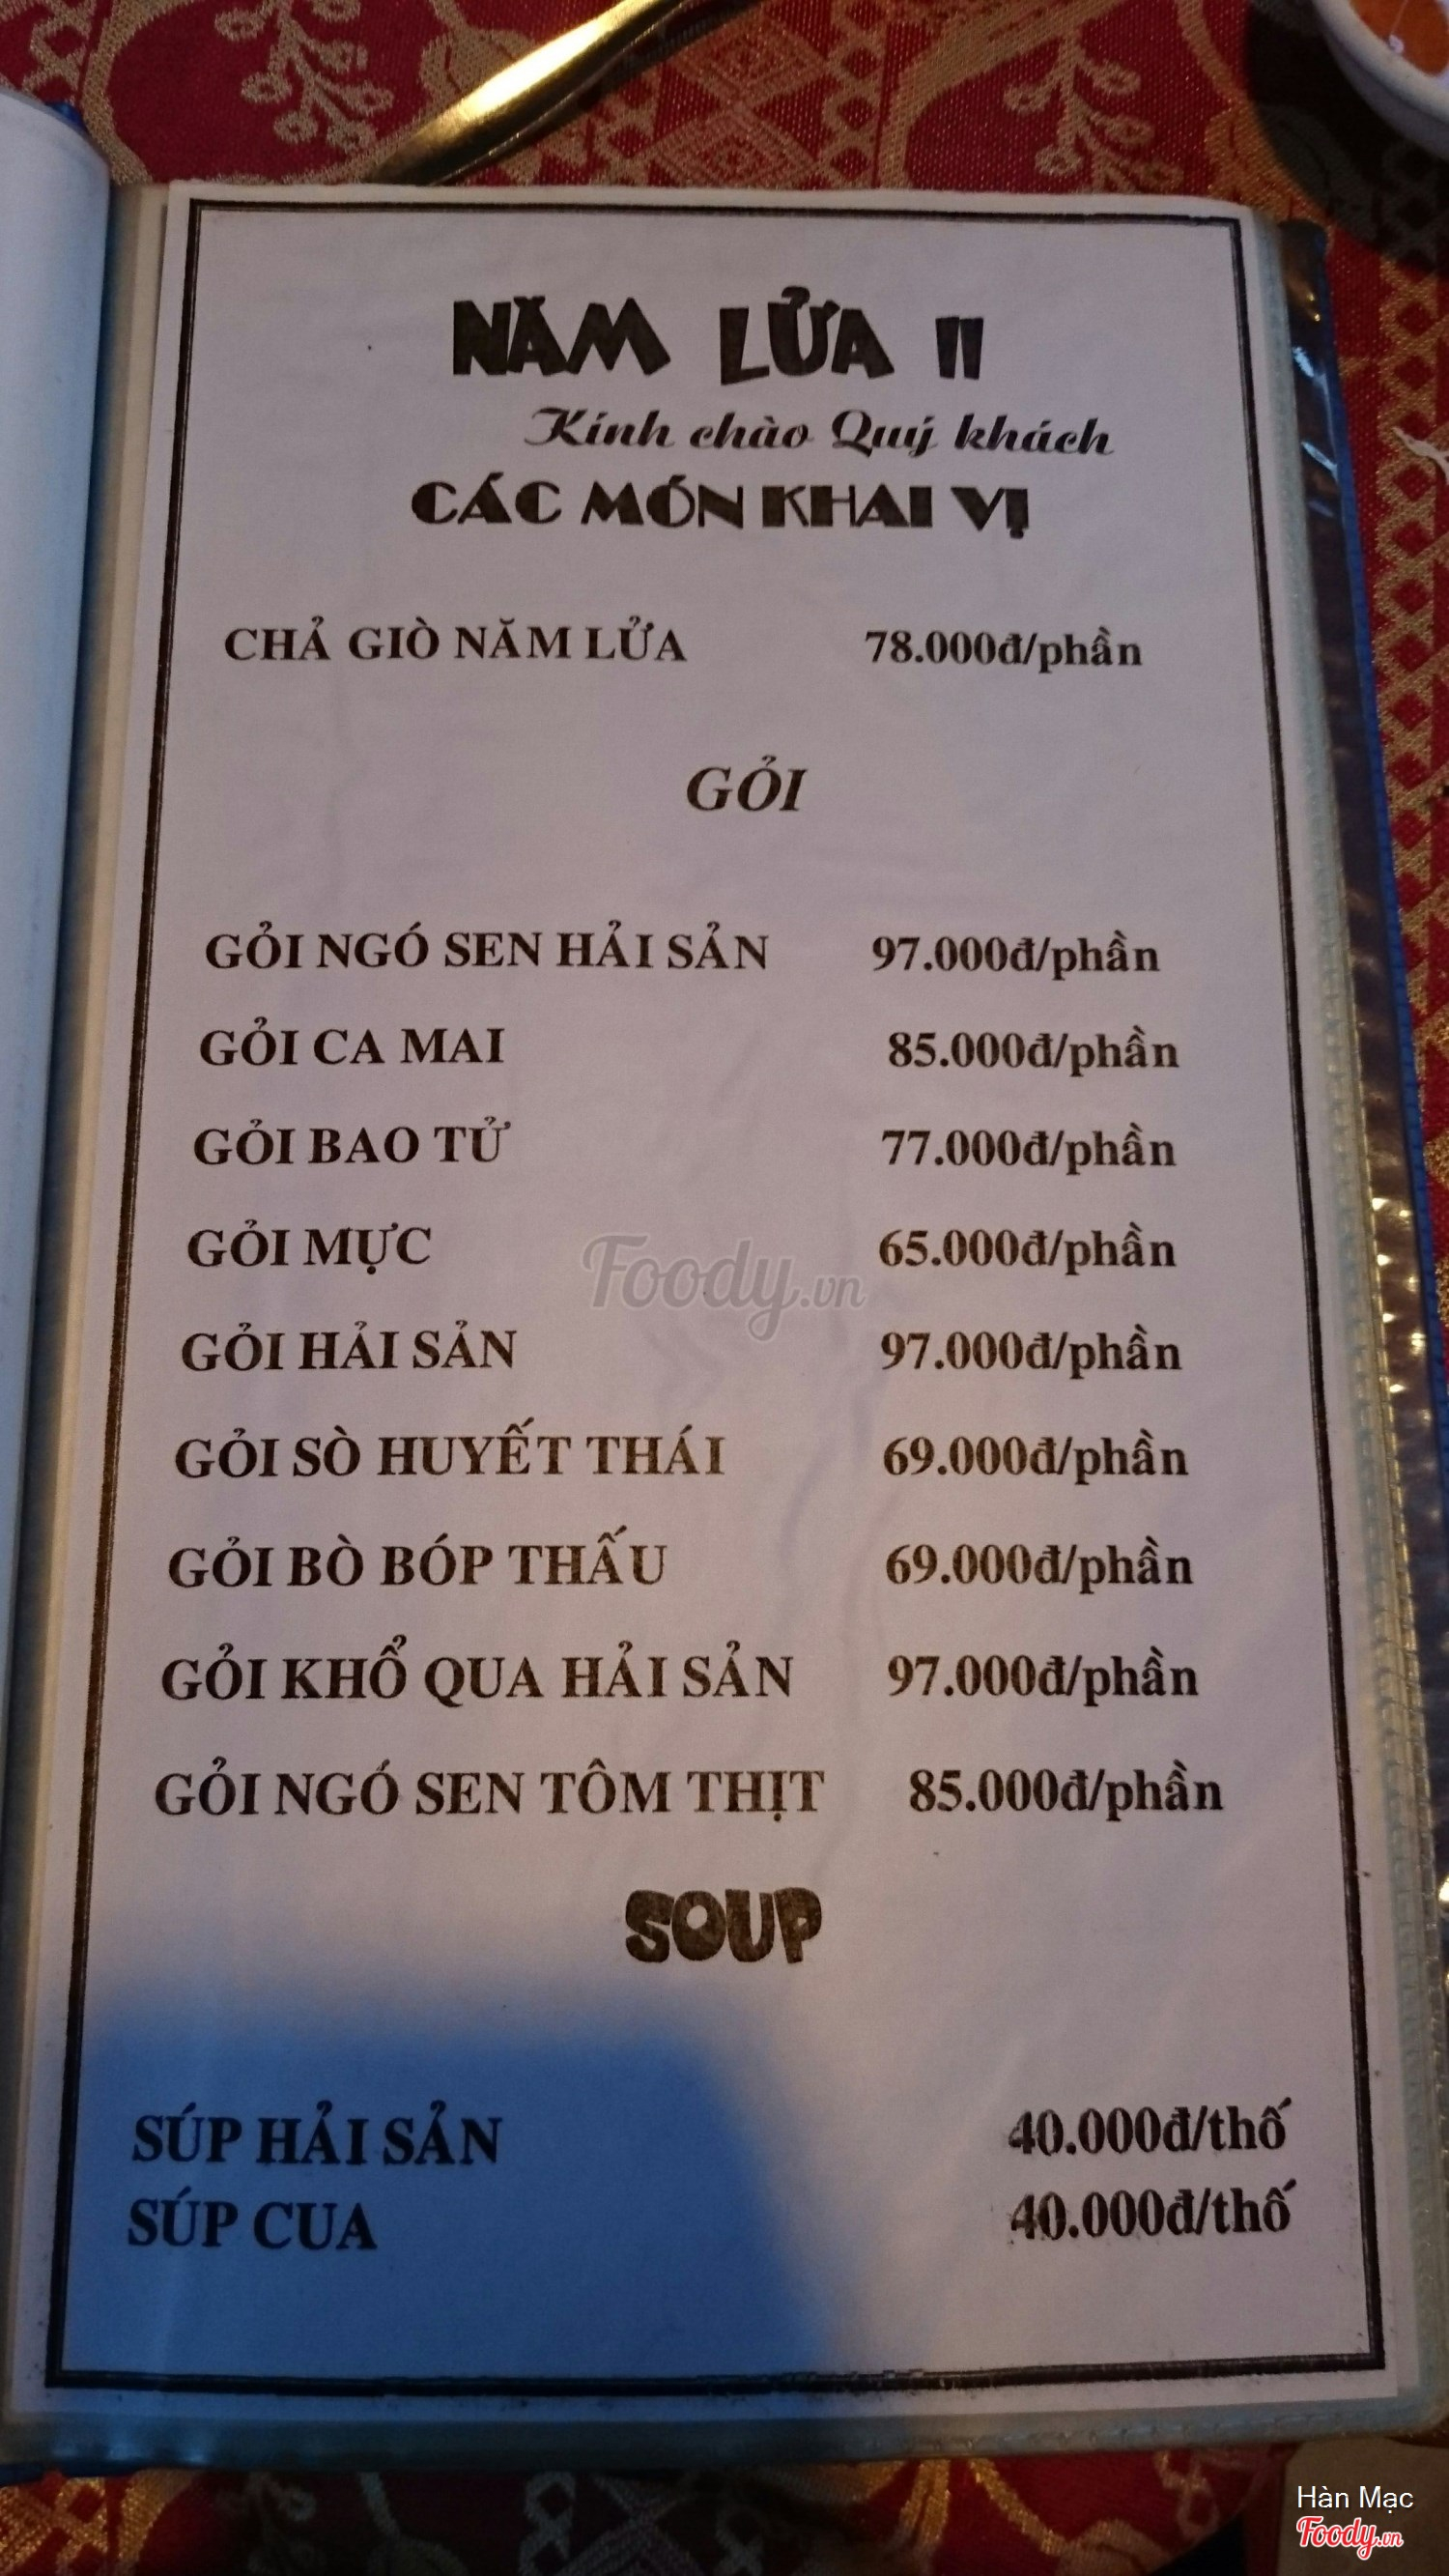 NĂM LỬA II
Kính chào Quý khách
CÁC MÓN KHAI VỊ
CHẢ GIÒ NĂM LỬA 78.000đ/phần
GỎI
GỎI NGÓ SEN HẢI SẢN 97.000đ/phần
GỎI CA MAI 85.000đ/phần
GỎI BAO TỬ 77.000đ/phần
GỎI MỰC 65.000đ/phần
Foody.vn
GỎI HẢI SẢN 97.000đ/phần
GỎI SÒ HUYẾT THÁI 69.000đ/phần
GỎI BÒ BÓP THẤU 69.000đ/phần
GỎI KHỔ QUA HẢI SẢN 97.000đ/phần
GỎI NGÓ SEN TÔM THỊT 85.000đ/phần
SOUP
SÚP HẢI SẢN 40.000đ/thố
SÚP CUA 40.000đ/thố
Hàn Mạc
Foody.vn